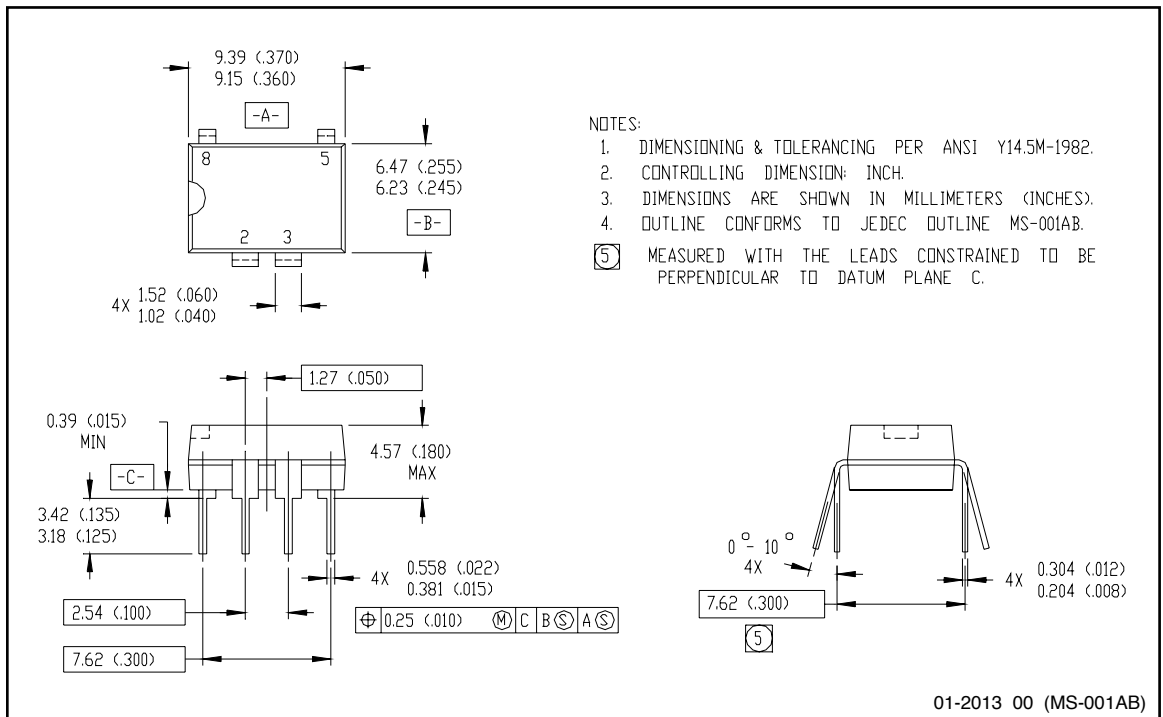 9.39 (.370)
9.15 (.360)
-A-
8 5
6.47 (.255)
6.23 (.245)
-B-
2 3
4X 1.52 (.060)
1.02 (.040)
NOTES:
1. DIMENSIONING & TOLERANCING PER ANSI Y14.5M-1982.
2. CONTROLLING DIMENSION: INCH.
3. DIMENSIONS ARE SHOWN IN MILLIMETERS (INCHES).
4. OUTLINE CONFORMS TO JEDEC OUTLINE MS-001AB.
5 MEASURED WITH THE LEADS CONSTRAINED TO BE
PERPENDICULAR TO DATUM PLANE C.
1.27 (.050)
0.39 (.015)
MIN
-C-
4.57 (.180)
MAX
3.42 (.135)
3.18 (.125)
4X 0.558 (.022)
0.381 (.015)
2.54 (.100)
⌖ 0.25 (.010) Ⓜ C B Ⓢ A Ⓢ
7.62 (.300)
0° - 10°
4X
4X 0.304 (.012)
0.204 (.008)
7.62 (.300)
5
01-2013 00 (MS-001AB)